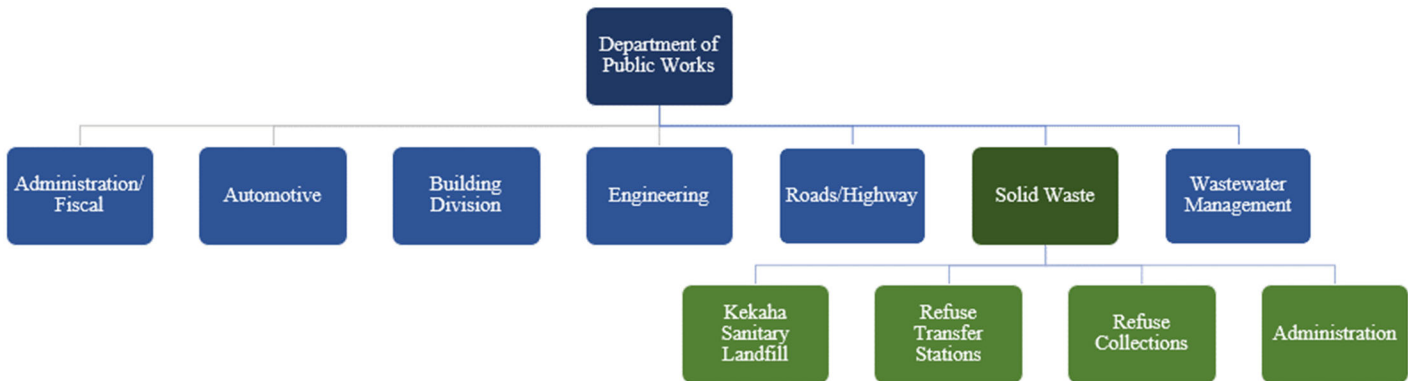 Department of
Public Works
Administration/
Fiscal
Automotive
Building
Division
Engineering
Roads/Highway
Solid Waste
Wastewater
Management
Kekaha
Sanitary
Landfill
Refuse
Transfer
Stations
Refuse
Collections
Administration